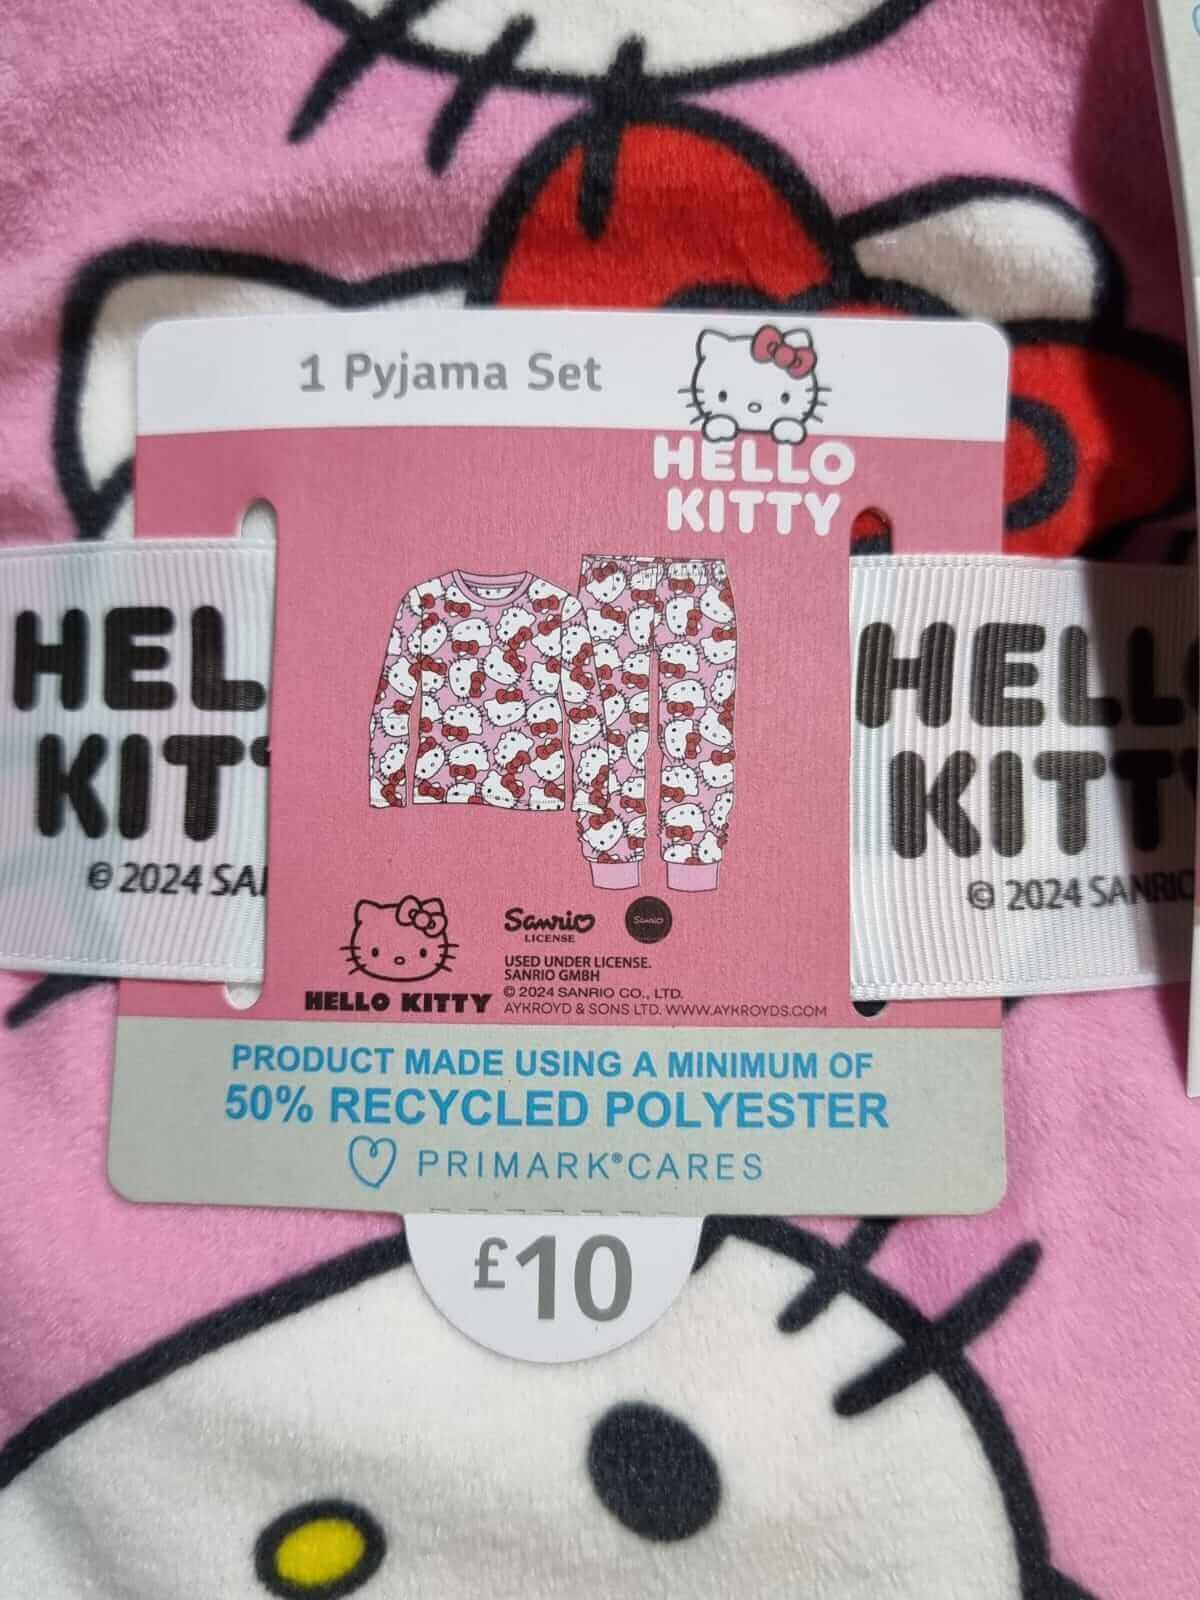 1 Pyjama Set
HELLO
KITTY
HEL
KIT
© 2024 SA
HELL
KITT
© 2024 SANRIC
Sanrio
LICENSE
Sanrio
HELLO KITTY
USED UNDER LICENSE.
SANRIO GMBH
© 2024 SANRIO CO., LTD.
AYKROYD & SONS LTD. WWW.AYKROYDS.COM
PRODUCT MADE USING A MINIMUM OF
50% RECYCLED POLYESTER
PRIMARK®CARES
£10